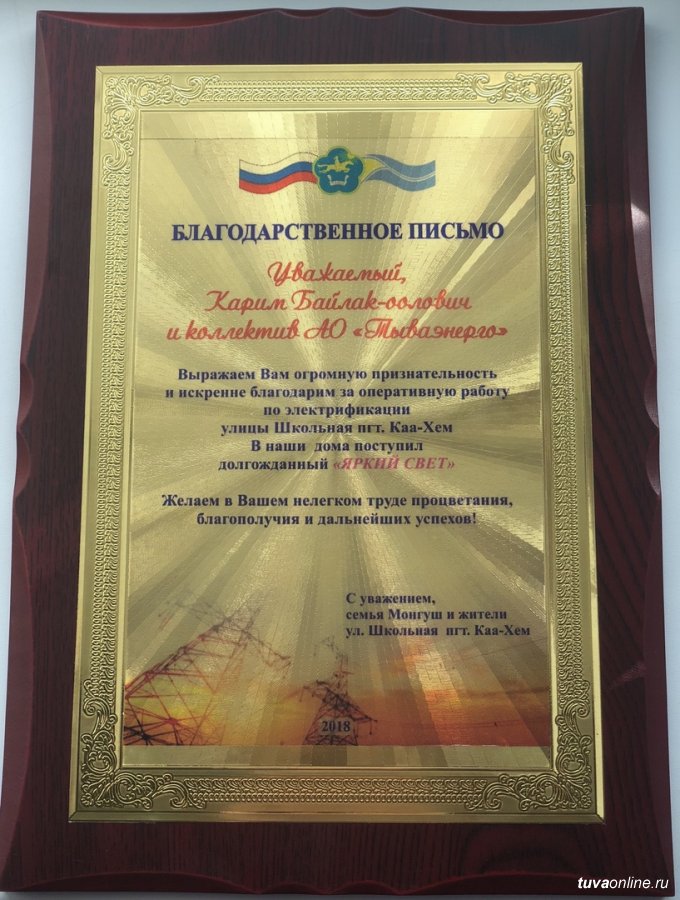 БЛАГОДАРСТВЕННОЕ ПИСЬМО
Уважаемый,
Карим Байлак-оолович
и коллектив АО «Тываэнерго»
Выражаем Вам огромную признательность
и искренне благодарим за оперативную работу
по электрификации
улицы Школьная пгт. Каа-Хем
В наши дома поступил
долгожданный «ЯРКИЙ СВЕТ»
Желаем в Вашем нелегком труде процветания,
благополучия и дальнейших успехов!
С уважением,
семья Монгуш и жители
ул. Школьная пгт. Каа-Хем
2018
tuvaonline.ru